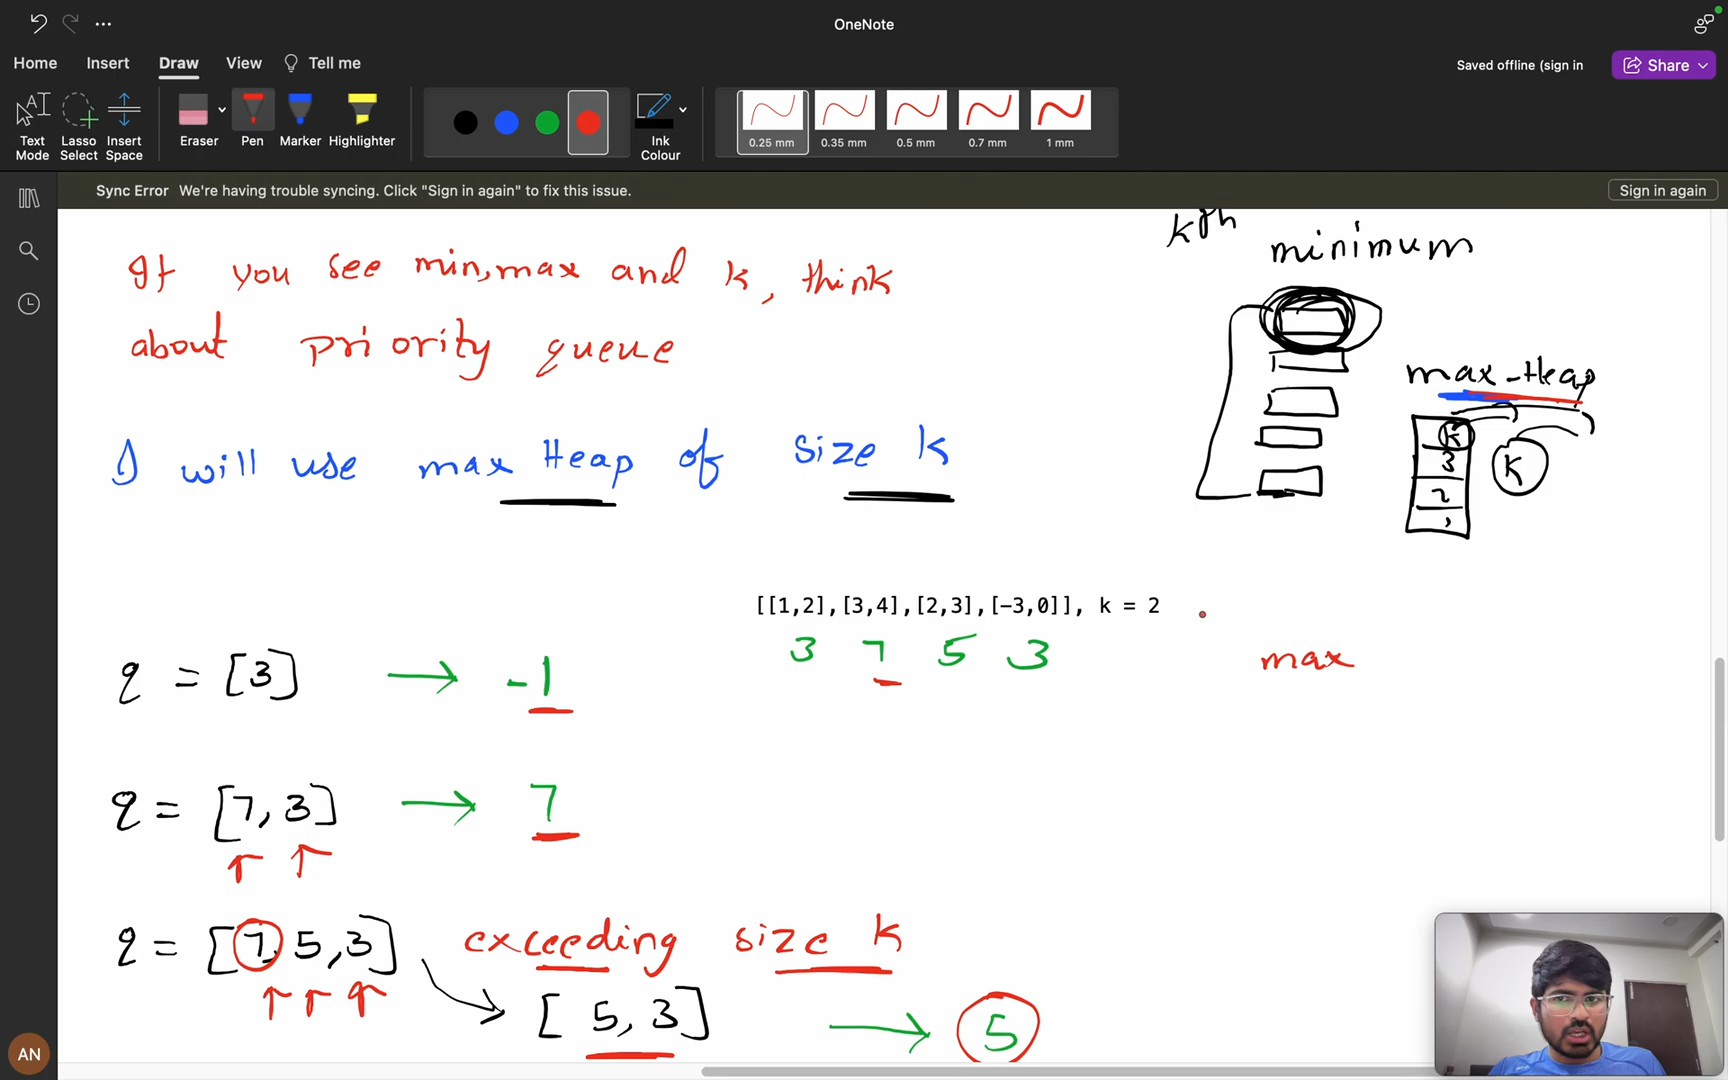 OneNote
Home Insert Draw View Tell me
Saved offline (sign in
Share
Text Mode
Lasso Select
Insert Space
Eraser
Pen
Marker
Highlighter
Ink Colour
0.25 mm
0.35 mm
0.5 mm
0.7 mm
1 mm
Sync Error We're having trouble syncing. Click "Sign in again" to fix this issue.
Sign in again
kth
minimum
If you see min,max and k, think
about priority queue
max-Heap
k
3
2
1
K
I will use max Heap of size k
[[1,2],[3,4],[2,3],[-3,0]], k = 2
3 7 5 3
max
q = [3] → -1
q = [7, 3] → 7
q = [7, 5, 3] exceeding size k
[ 5, 3] → 5
AN